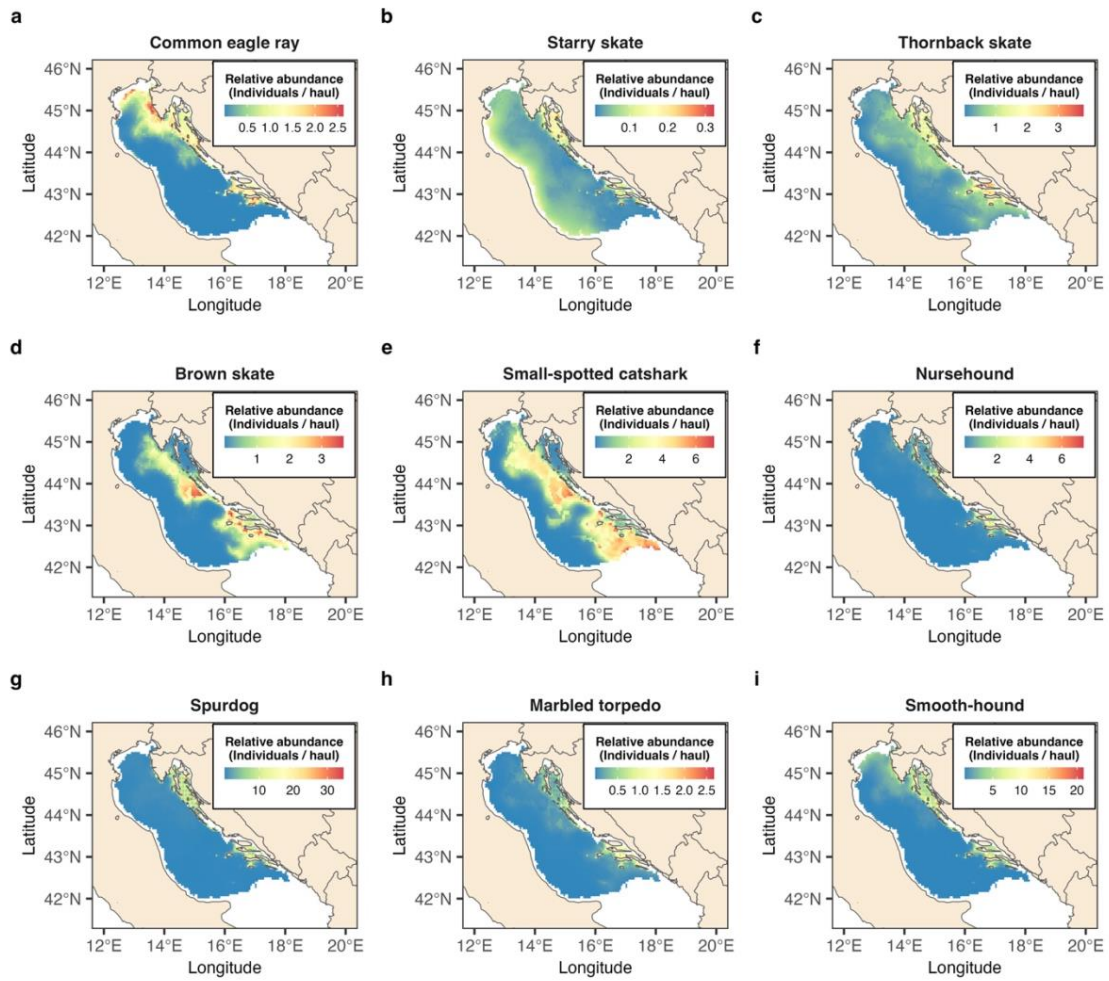 a
Common eagle ray
Relative abundance
(Individuals / haul)
0.5 1.0 1.5 2.0 2.5
46°N
45°N
44°N
43°N
42°N
Latitude
12°E 14°E 16°E 18°E 20°E
Longitude
b
Starry skate
Relative abundance
(Individuals / haul)
0.1 0.2 0.3
46°N
45°N
44°N
43°N
42°N
Latitude
12°E 14°E 16°E 18°E 20°E
Longitude
c
Thornback skate
Relative abundance
(Individuals / haul)
1 2 3
46°N
45°N
44°N
43°N
42°N
Latitude
12°E 14°E 16°E 18°E 20°E
Longitude
d
Brown skate
Relative abundance
(Individuals / haul)
1 2 3
46°N
45°N
44°N
43°N
42°N
Latitude
12°E 14°E 16°E 18°E 20°E
Longitude
e
Small-spotted catshark
Relative abundance
(Individuals / haul)
2 4 6
46°N
45°N
44°N
43°N
42°N
Latitude
12°E 14°E 16°E 18°E 20°E
Longitude
f
Nursehound
Relative abundance
(Individuals / haul)
2 4 6
46°N
45°N
44°N
43°N
42°N
Latitude
12°E 14°E 16°E 18°E 20°E
Longitude
g
Spurdog
Relative abundance
(Individuals / haul)
10 20 30
46°N
45°N
44°N
43°N
42°N
Latitude
12°E 14°E 16°E 18°E 20°E
Longitude
h
Marbled torpedo
Relative abundance
(Individuals / haul)
0.5 1.0 1.5 2.0 2.5
46°N
45°N
44°N
43°N
42°N
Latitude
12°E 14°E 16°E 18°E 20°E
Longitude
i
Smooth-hound
Relative abundance
(Individuals / haul)
5 10 15 20
46°N
45°N
44°N
43°N
42°N
Latitude
12°E 14°E 16°E 18°E 20°E
Longitude